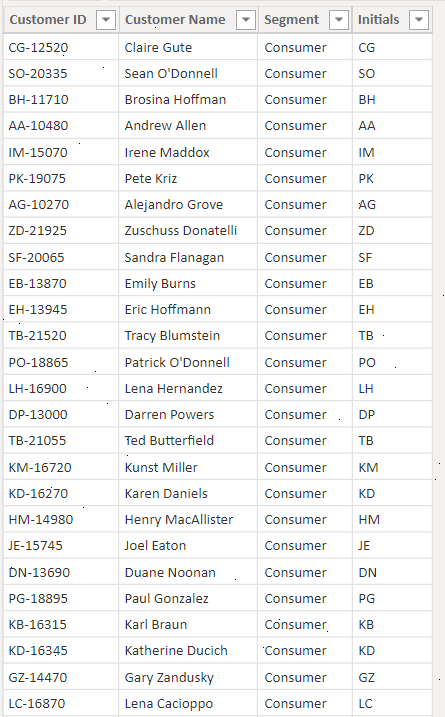 Customer ID Customer Name Segment Initials
CG-12520 Claire Gute Consumer CG
SO-20335 Sean O'Donnell Consumer SO
BH-11710 Brosina Hoffman Consumer BH
AA-10480 Andrew Allen Consumer AA
IM-15070 Irene Maddox Consumer IM
PK-19075 Pete Kriz Consumer PK
AG-10270 Alejandro Grove Consumer AG
ZD-21925 Zuschuss Donatelli Consumer ZD
SF-20065 Sandra Flanagan Consumer SF
EB-13870 Emily Burns Consumer EB
EH-13945 Eric Hoffmann Consumer EH
TB-21520 Tracy Blumstein Consumer TB
PO-18865 Patrick O'Donnell Consumer PO
LH-16900 Lena Hernandez Consumer LH
DP-13000 Darren Powers Consumer DP
TB-21055 Ted Butterfield Consumer TB
KM-16720 Kunst Miller Consumer KM
KD-16270 Karen Daniels Consumer KD
HM-14980 Henry MacAllister Consumer HM
JE-15745 Joel Eaton Consumer JE
DN-13690 Duane Noonan Consumer DN
PG-18895 Paul Gonzalez Consumer PG
KB-16315 Karl Braun Consumer KB
KD-16345 Katherine Ducich Consumer KD
GZ-14470 Gary Zandusky Consumer GZ
LC-16870 Lena Cacioppo Consumer LC